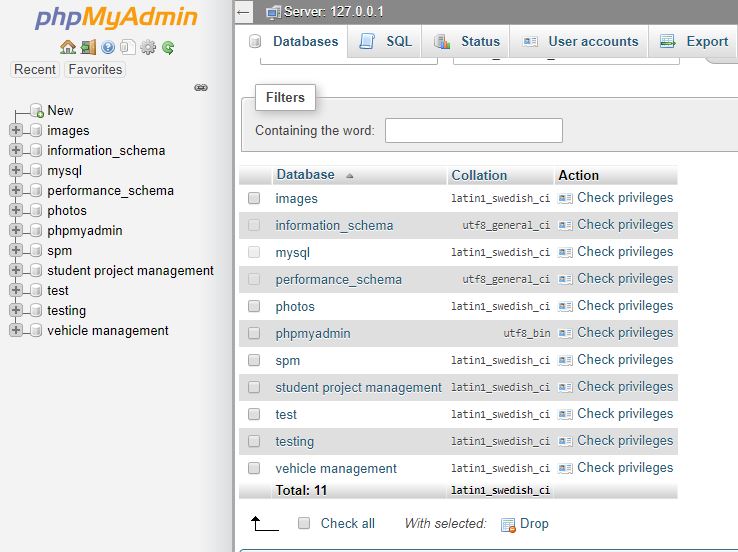 phpMyAdmin
Recent Favorites
New
images
information_schema
mysql
performance_schema
photos
phpmyadmin
spm
student project management
test
testing
vehicle management
Server: 127.0.0.1
Databases SQL Status User accounts Export
Filters
Containing the word:
Database Collation Action
images latin1_swedish_ci Check privileges
information_schema utf8_general_ci Check privileges
mysql latin1_swedish_ci Check privileges
performance_schema utf8_general_ci Check privileges
photos latin1_swedish_ci Check privileges
phpmyadmin utf8_bin Check privileges
spm latin1_swedish_ci Check privileges
student project management latin1_swedish_ci Check privileges
test latin1_swedish_ci Check privileges
testing latin1_swedish_ci Check privileges
vehicle management latin1_swedish_ci Check privileges
Total: 11 latin1_swedish_ci
Check all With selected: Drop